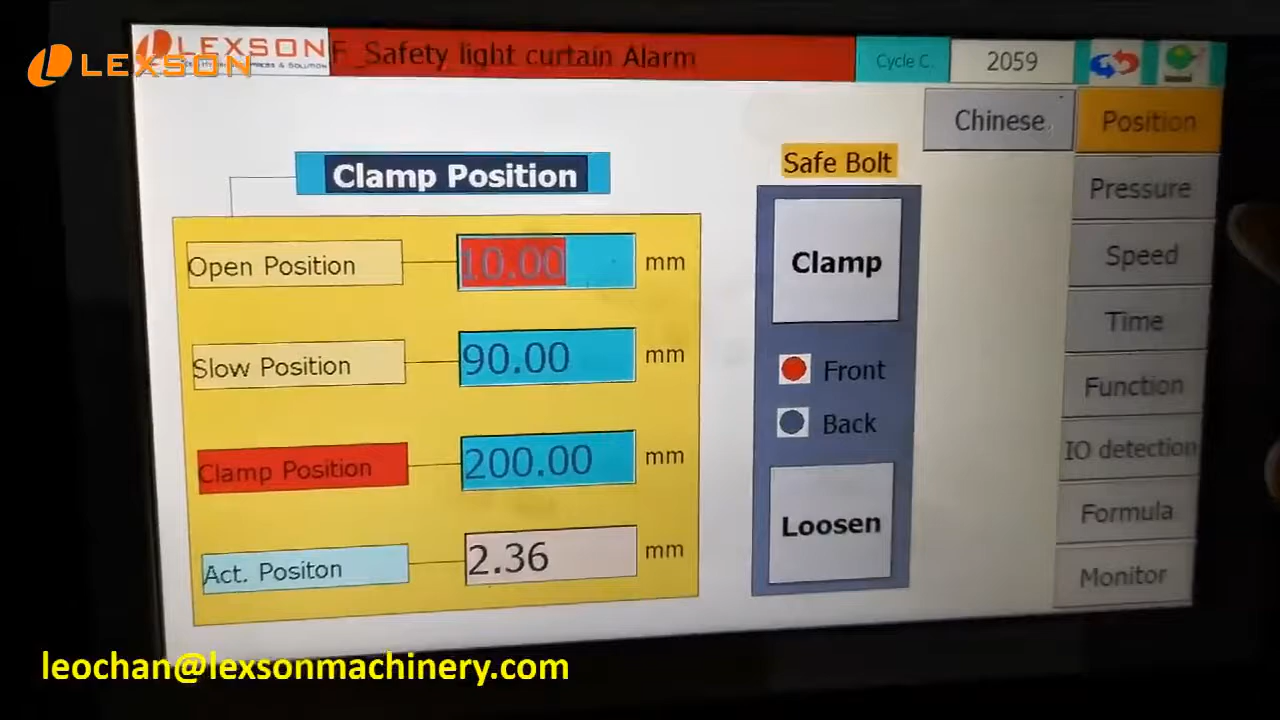 LEXSON
LEXSON
F_Safety light curtain Alarm
Cycle C.
2059
Chinese
Position
Clamp Position
Safe Bolt
Pressure
Open Position
10.00
mm
Clamp
Speed
Slow Position
90.00
mm
Front
Time
Back
Function
Clamp Position
200.00
mm
IO detection
Loosen
Formula
Act. Positon
2.36
mm
Monitor
leochan@lexsonmachinery.com